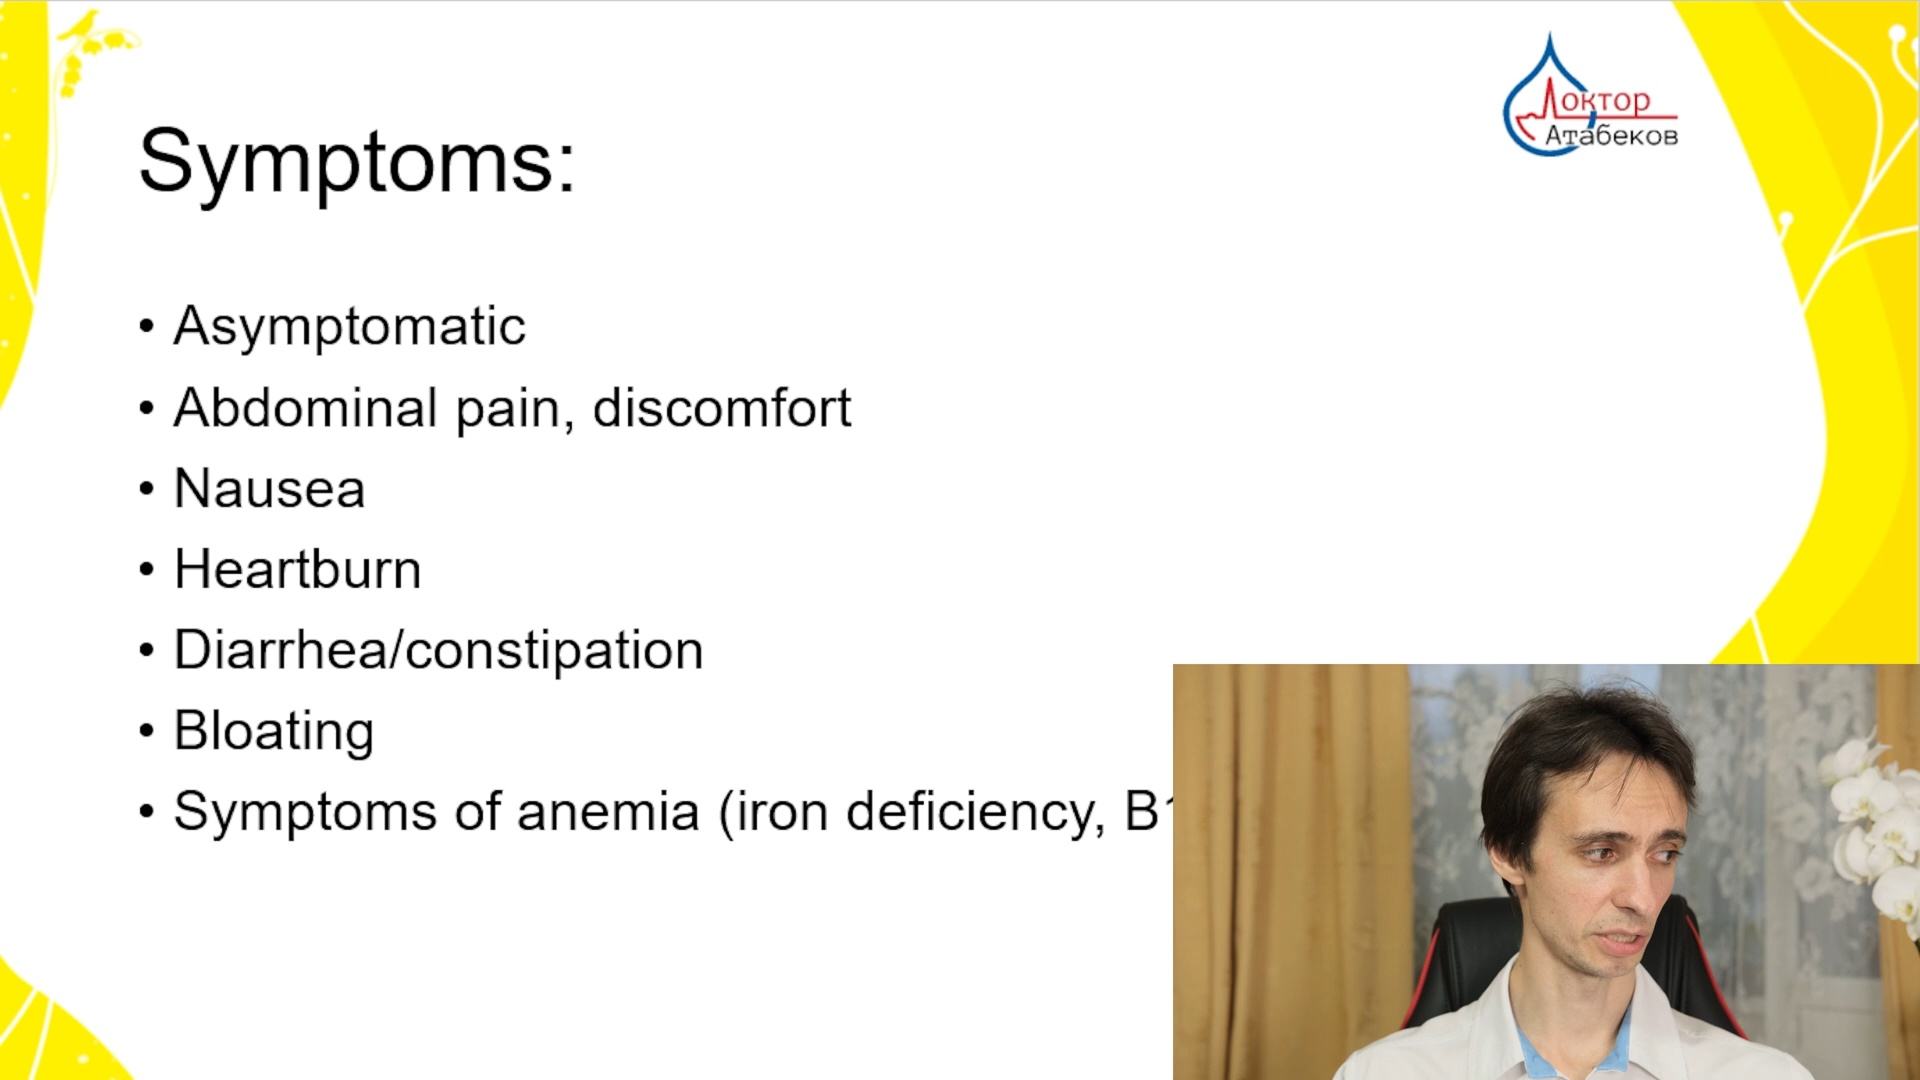 Доктор
Атабеков
Symptoms:
• Asymptomatic
• Abdominal pain, discomfort
• Nausea
• Heartburn
• Diarrhea/constipation
• Bloating
• Symptoms of anemia (iron deficiency,